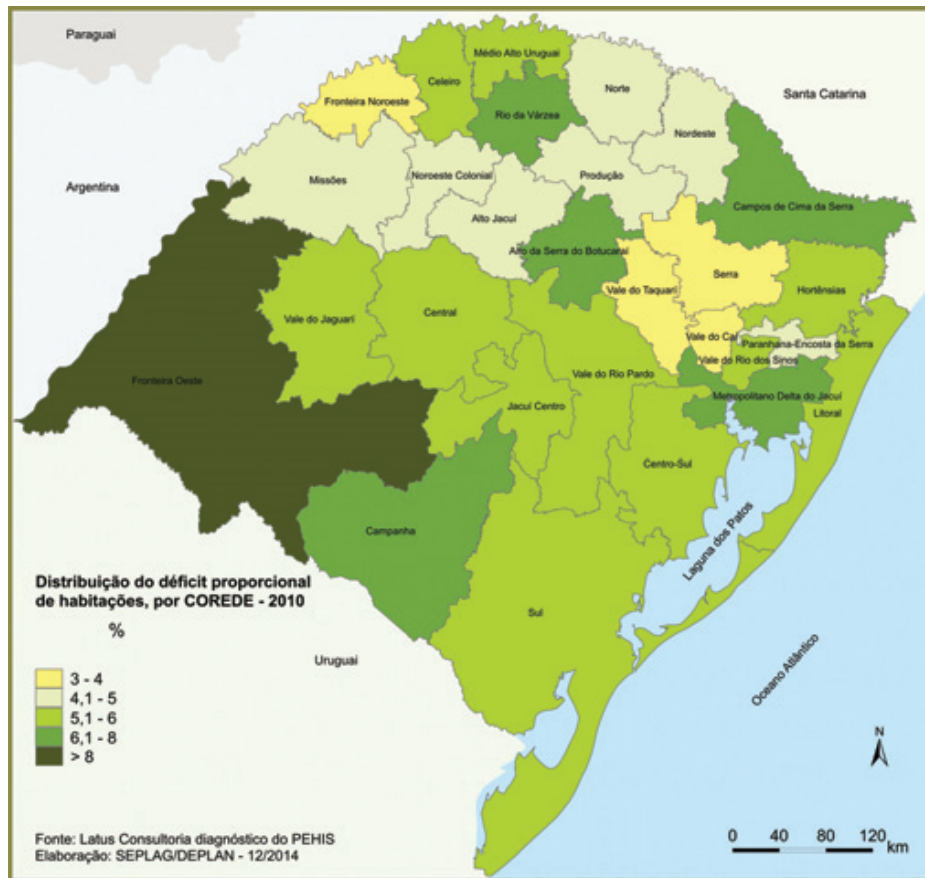 Paraguai
Médio Alto Uruguai
Celeiro
Norte
Santa Catarina
Fronteira Noroeste
Rio da Várzea
Nordeste
Argentina
Missões
Noroeste Colonial
Produção
Alto Jacuí
Campos de Cima da Serra
Alto da Serra do Botucaraí
Serra
Vale do Taquari
Hortênsias
Vale do Jaguari
Central
Vale do Caí
Paranhana-Encosta da Serra
Vale do Rio dos Sinos
Vale do Rio Pardo
Fronteira Oeste
Metropolitano Delta do Jacuí
Jacuí Centro
Litoral
Centro-Sul
Campanha
Laguna dos Patos
Distribuição do déficit proporcional
de habitações, por COREDE - 2010
%
Sul
Uruguai
Oceano Atlântico
3 - 4
4,1 - 5
5,1 - 6
6,1 - 8
> 8
N
Fonte: Latus Consultoria diagnóstico do PEHIS
Elaboração: SEPLAG/DEPLAN - 12/2014
0 40 80 120
km